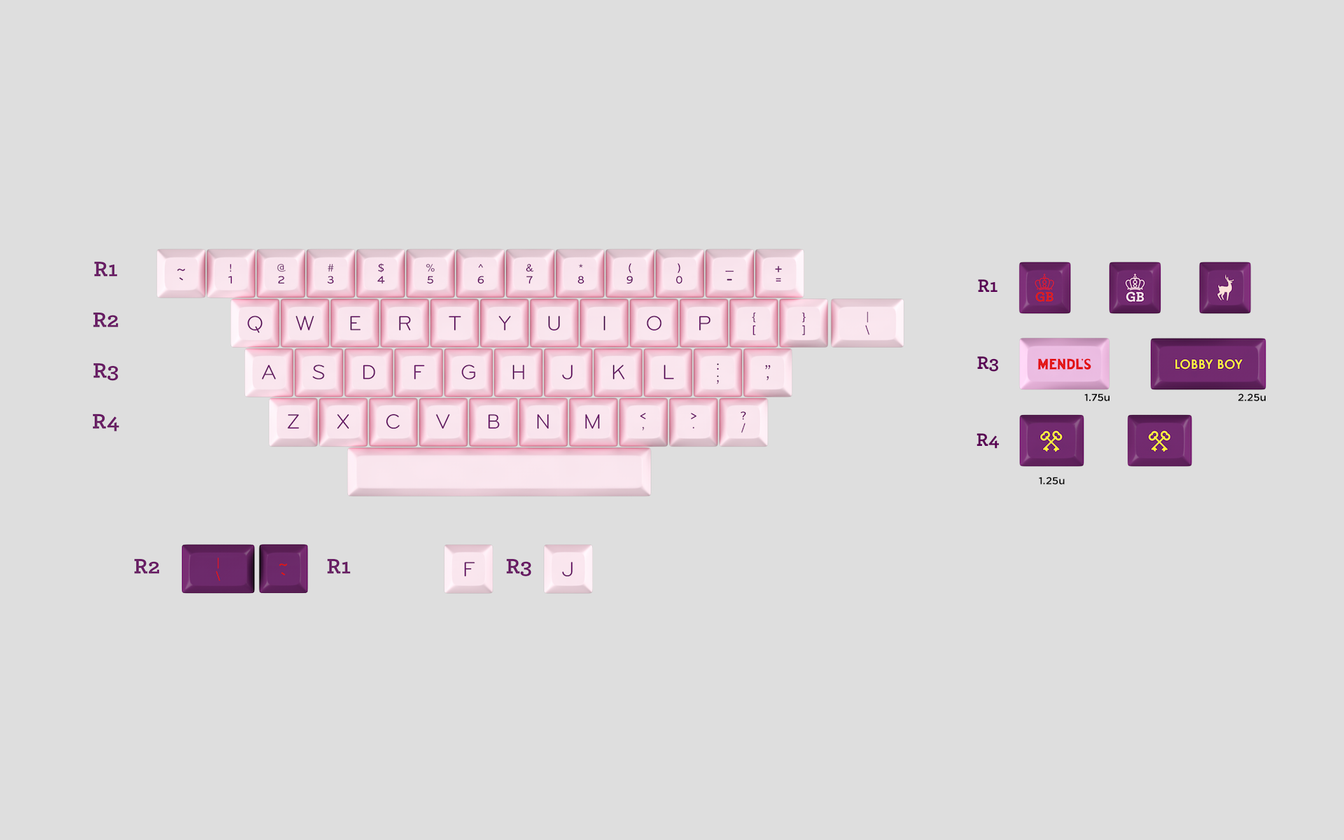 R1 ~ ! @ # $ % ^ & * ( ) _ +
` 1 2 3 4 5 6 7 8 9 0 - =
R2 Q W E R T Y U I O P { } |
[ ] \
R3 A S D F G H J K L : "
; '
R4 Z X C V B N M < > ?
, . /
R2 | ~ R1 F R3 J
\ `
R1 GB GB
R3 MENDL'S LOBBY BOY
1.75u 2.25u
R4
1.25u